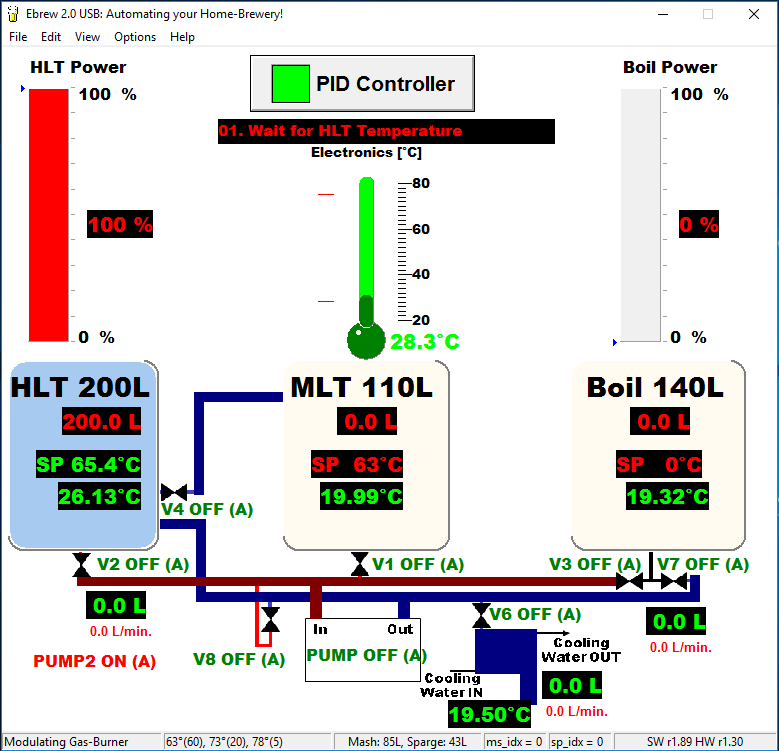 Ebrew 2.0 USB: Automating your Home-Brewery!
File Edit View Options Help
HLT Power
Boil Power
100 %
PID Controller
100 %
01. Wait for HLT Temperature
Electronics [°C]
80
100 %
60
0 %
40
20
0 %
28.3°C
0 %
HLT 200L
MLT 110L
Boil 140L
200.0 L
0.0 L
0.0 L
SP 65.4°C
SP 63°C
SP 0°C
26.13°C
19.99°C
19.32°C
V4 OFF (A)
V2 OFF (A)
V1 OFF (A)
V3 OFF (A)
V7 OFF (A)
0.0 L
0.0 L/min.
V6 OFF (A)
0.0 L
0.0 L/min.
In
Out
PUMP2 ON (A)
V8 OFF (A)
PUMP OFF (A)
Cooling
Water OUT
Cooling
Water IN
0.0 L
0.0 L/min.
19.50°C
Modulating Gas-Burner
63°(60), 73°(20), 78°(5)
Mash: 85L, Sparge: 43L
ms_idx = 0
sp_idx = 0
SW r1.89 HW r1.30